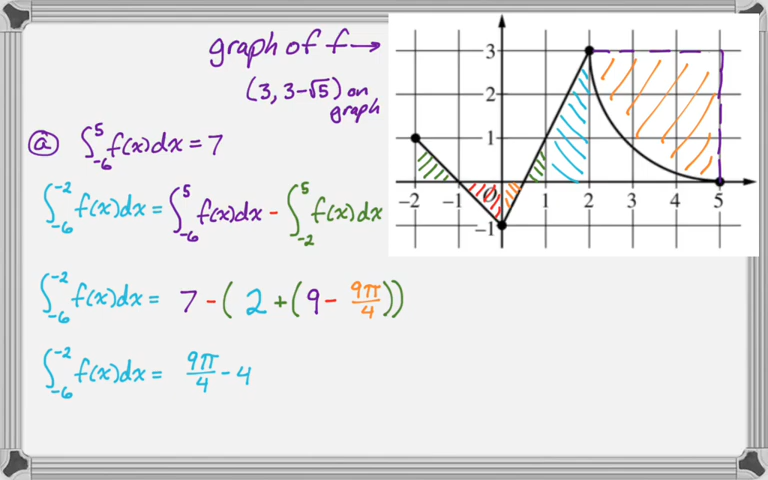 graph of f →
(3, 3-√5) on
graph
ⓐ ∫₋₆⁵ f(x)dx = 7
∫₋₆⁻² f(x)dx = ∫₋₆⁵ f(x)dx - ∫₋₂⁵ f(x)dx
∫₋₆⁻² f(x)dx = 7 - (2 + (9 - 9π/4))
∫₋₆⁻² f(x)dx = 9π/4 - 4
3
2
1
-2 -1 O 1 2 3 4 5
-1